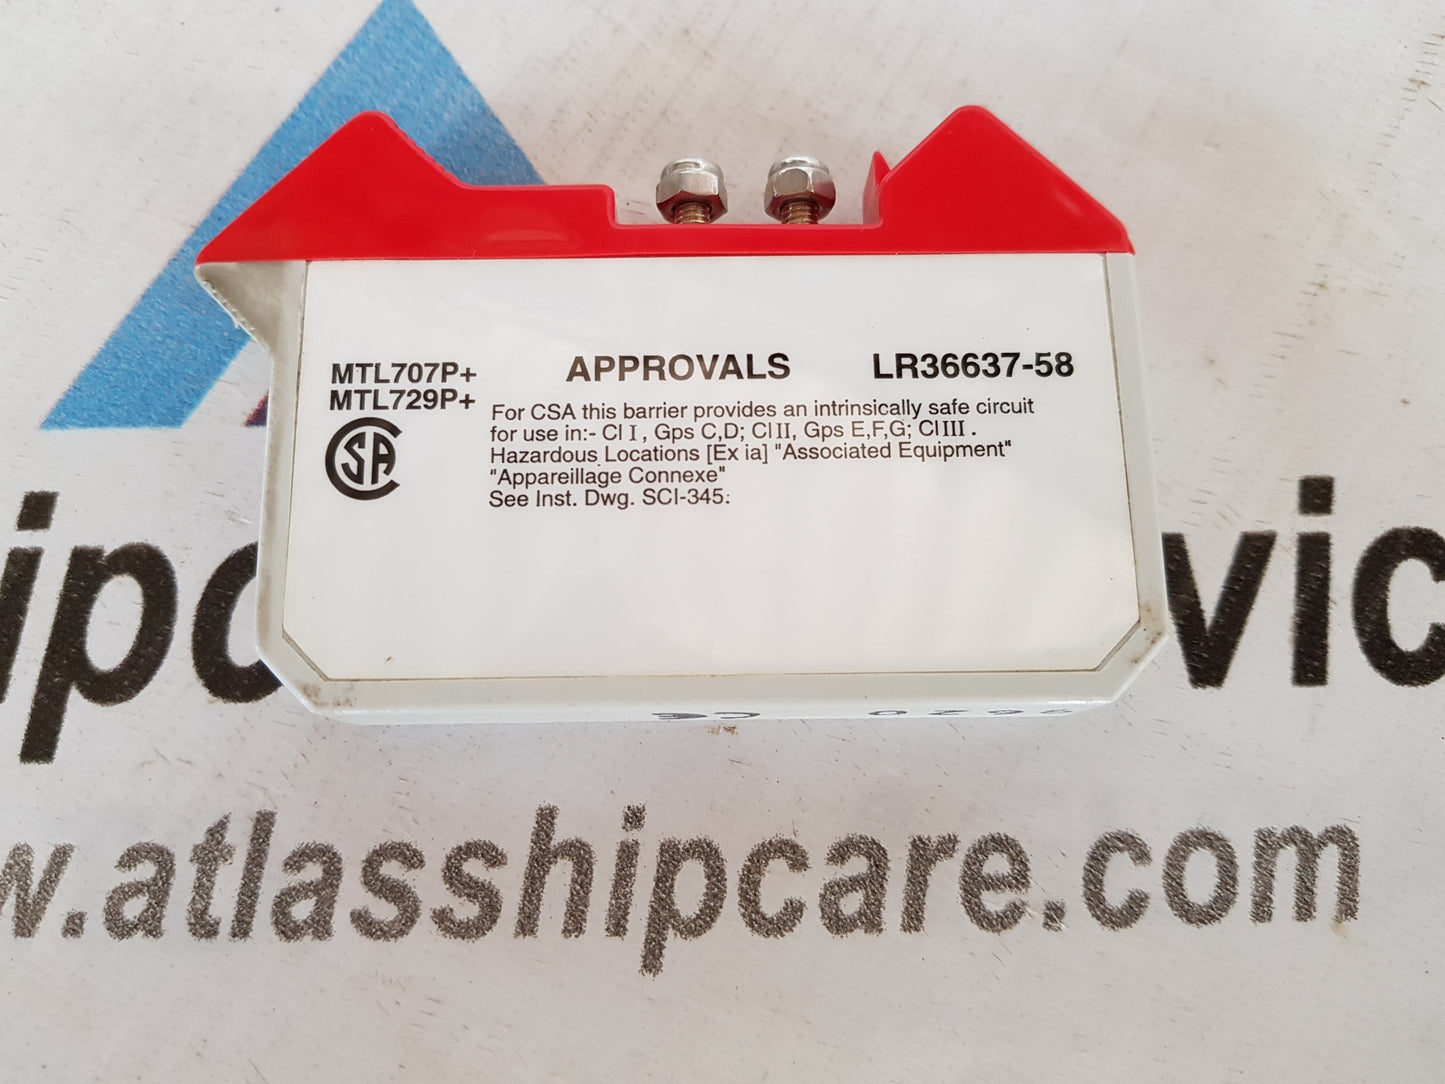 MTL707P+
MTL729P+
APPROVALS
LR36637-58
For CSA this barrier provides an intrinsically safe circuit
for use in:- Cl I, Gps C,D; Cl II, Gps E,F,G; Cl III.
Hazardous Locations [Ex ia] "Associated Equipment"
"Appareillage Connexe"
See Inst. Dwg. SCI-345:
CSA
w.atlasshipcare.com